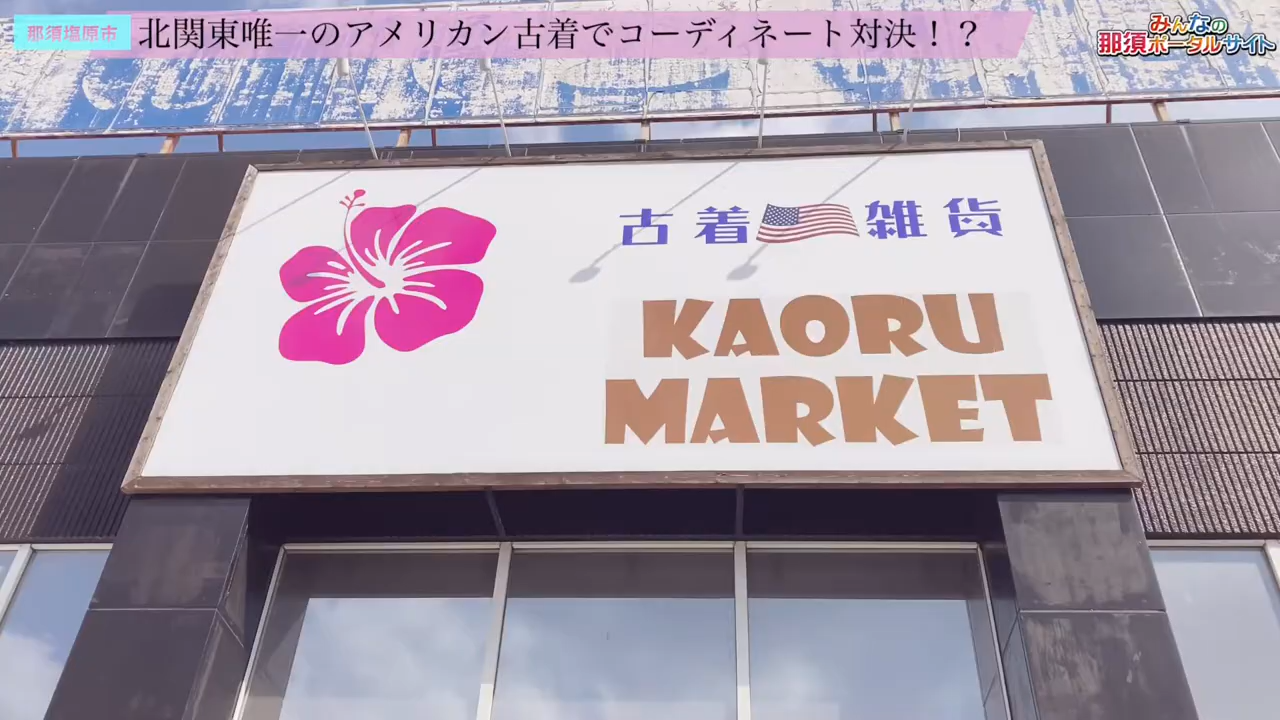 那須塩原市
北関東唯一のアメリカン古着でコーディネート対決！？
みんなの
那須ポータルサイト
古着雑貨
KAORU
MARKET